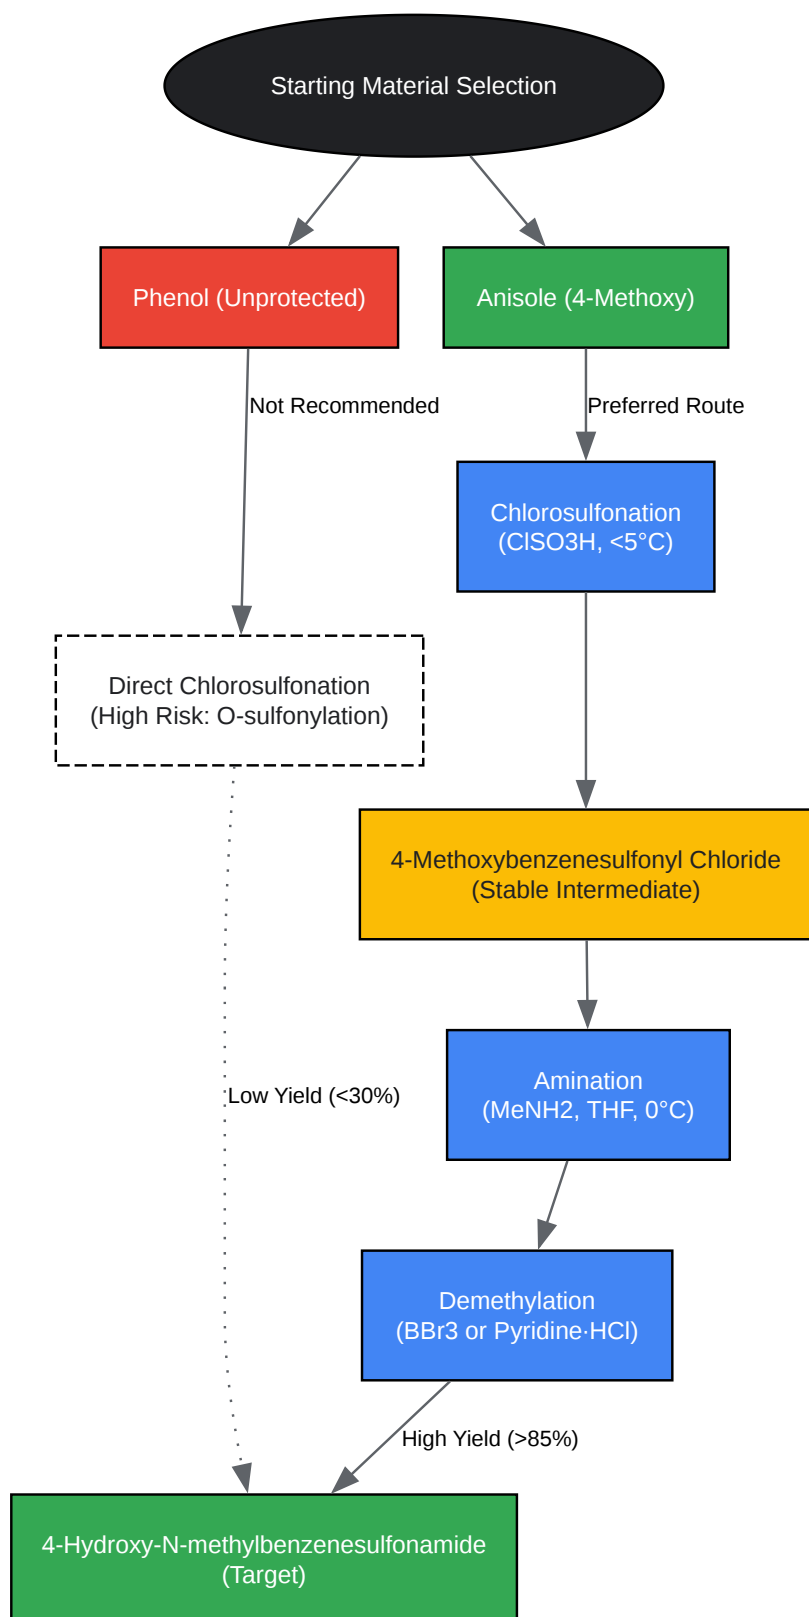 Starting Material Selection
Phenol (Unprotected)
Anisole (4-Methoxy)
Not Recommended
Preferred Route
Chlorosulfonation
(ClSO3H, <5°C)
Direct Chlorosulfonation
(High Risk: O-sulfonylation)
4-Methoxybenzenesulfonyl Chloride
(Stable Intermediate)
Amination
(MeNH2, THF, 0°C)
Low Yield (<30%)
Demethylation
(BBr3 or Pyridine·HCl)
High Yield (>85%)
4-Hydroxy-N-methylbenzenesulfonamide
(Target)